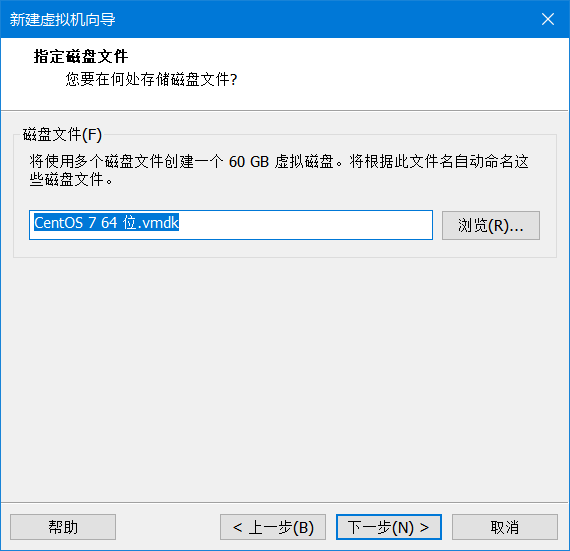 新建虚拟机向导
指定磁盘文件
您要在何处存储磁盘文件?
磁盘文件(F)
将使用多个磁盘文件创建一个 60 GB 虚拟磁盘。将根据此文件名自动命名这
些磁盘文件。
CentOS 7 64 位.vmdk
浏览(R)...
帮助
< 上一步(B)
下一步(N) >
取消